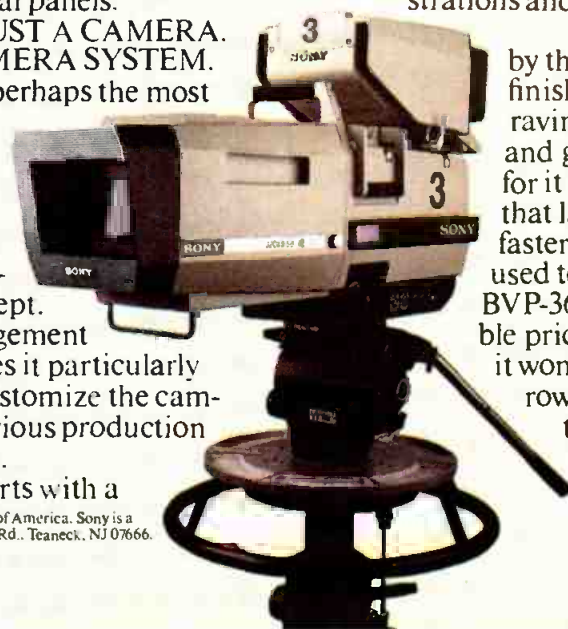 al panels.
UST A CAMERA.
MERA SYSTEM.
perhaps the most
ept.
gement
es it particularly
stomize the cam-
rious production
rts with a
of America. Sony is a
Rd., Teaneck, NJ 07666.
3
SONY
SONY
SONY
3
SONY
strations and
by th
finish
ravin
and g
for it
that la
faster
used to
BVP-36
ble pric
it won
row
t